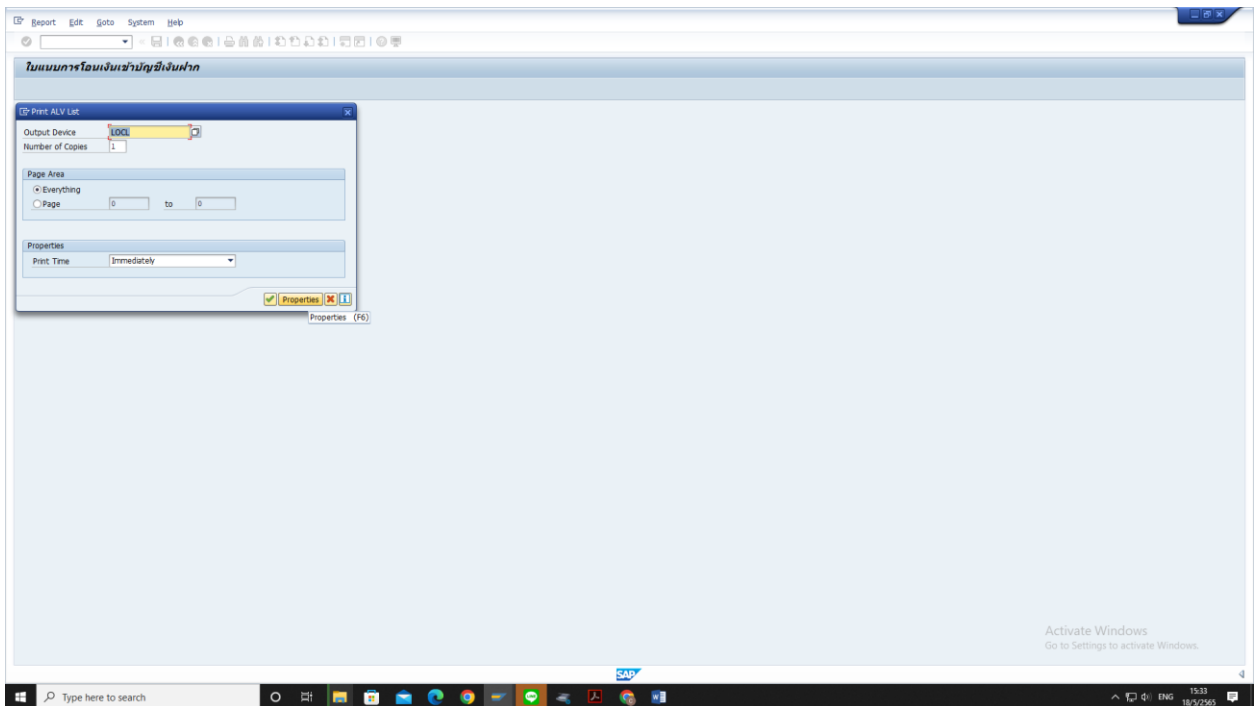 Report Edit Goto System Help
ใบแนบการโอนเงินเข้าบัญชีเงินฝาก
Print ALV List
Output Device LOCL
Number of Copies 1
Page Area
Everything
Page 0 to 0
Properties
Print Time Immediately
Properties
Properties (F6)
Activate Windows
Go to Settings to activate Windows.
SAP
Type here to search
ENG
15:33
18/5/2565